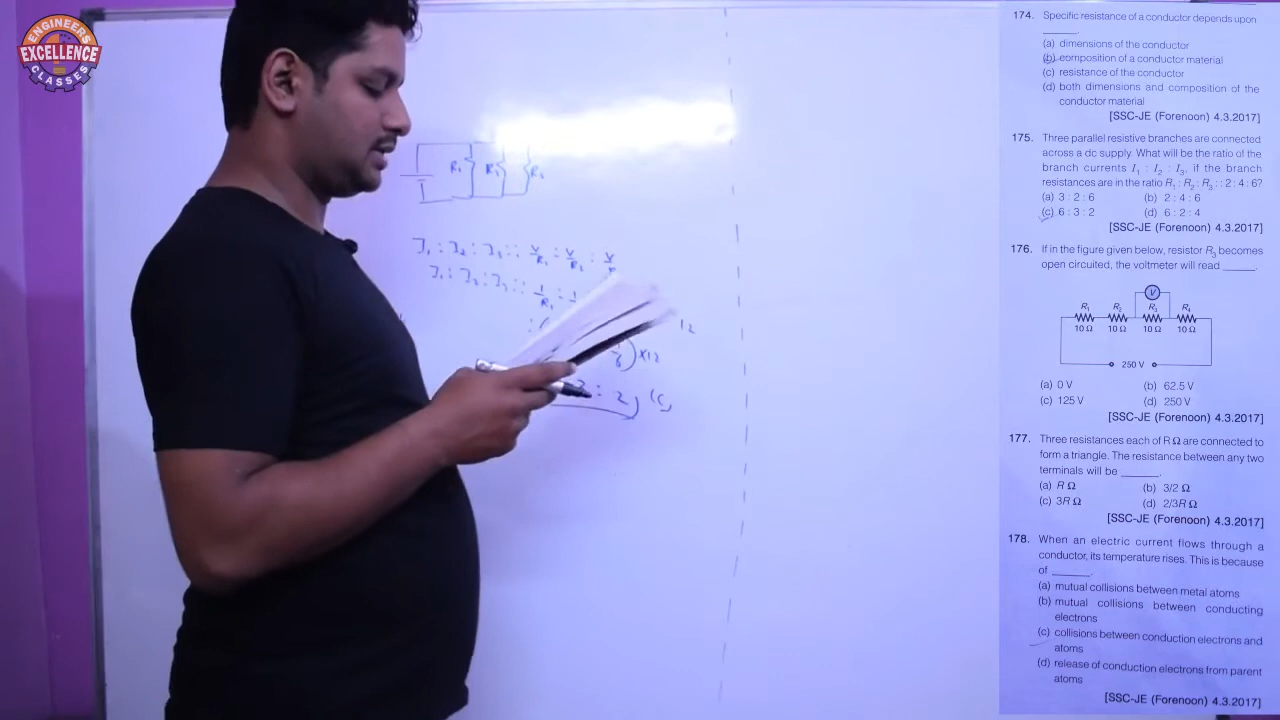 ENGINEERS
EXCELLENCE
CLASSES
R₁ R₂ R₃
I₁ : I₂ : I₃ :: V/R₁ : V/R₂ : V/
I₁ : I₂ : I₃ :: 1/R₁ : 1/
12
) ×12
: 2 (c)
174. Specific resistance of a conductor depends upon
______.
(a) dimensions of the conductor
(b) composition of a conductor material
(c) resistance of the conductor
(d) both dimensions and composition of the
conductor material
[SSC-JE (Forenoon) 4.3.2017]
175. Three parallel resistive branches are connected
across a dc supply. What will be the ratio of the
branch currents I₁ : I₂ : I₃, if the branch
resistances are in the ratio R₁ : R₂ : R₃ : : 2 : 4 : 6?
(a) 3 : 2 : 6 (b) 2 : 4 : 6
(c) 6 : 3 : 2 (d) 6 : 2 : 4
[SSC-JE (Forenoon) 4.3.2017]
176. If in the figure given below, resistor R₃ becomes
open circuited, the voltmeter will read ______.
V
R₁ R₂ R₃ R₄
10 Ω 10 Ω 10 Ω 10 Ω
250 V
(a) 0 V (b) 62.5 V
(c) 125 V (d) 250 V
[SSC-JE (Forenoon) 4.3.2017]
177. Three resistances each of R Ω are connected to
form a triangle. The resistance between any two
terminals will be ______.
(a) R Ω (b) 3/2 Ω
(c) 3R Ω (d) 2/3R Ω
[SSC-JE (Forenoon) 4.3.2017]
178. When an electric current flows through a
conductor, its temperature rises. This is because
of ______.
(a) mutual collisions between metal atoms
(b) mutual collisions between conducting
electrons
(c) collisions between conduction electrons and
atoms
(d) release of conduction electrons from parent
atoms
[SSC-JE (Forenoon) 4.3.2017]